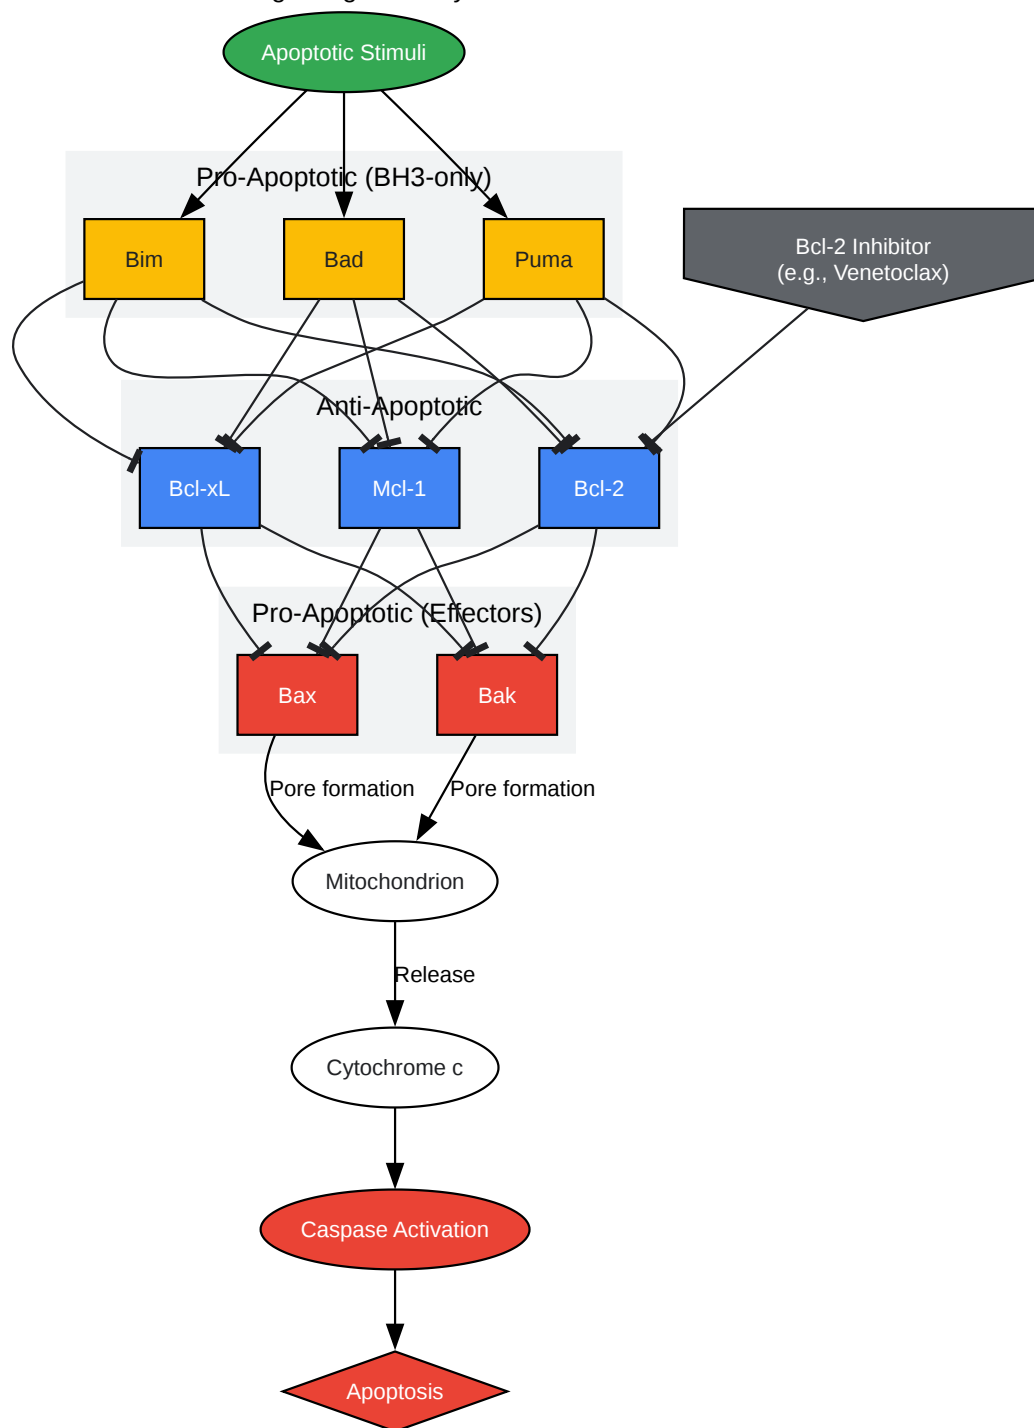 Apoptotic Stimuli
Pro-Apoptotic (BH3-only)
Bim
Bad
Puma
Bcl-2 Inhibitor
(e.g., Venetoclax)
Anti-Apoptotic
Bcl-xL
Mcl-1
Bcl-2
Pro-Apoptotic (Effectors)
Bax
Bak
Pore formation
Pore formation
Mitochondrion
Release
Cytochrome c
Caspase Activation
Apoptosis